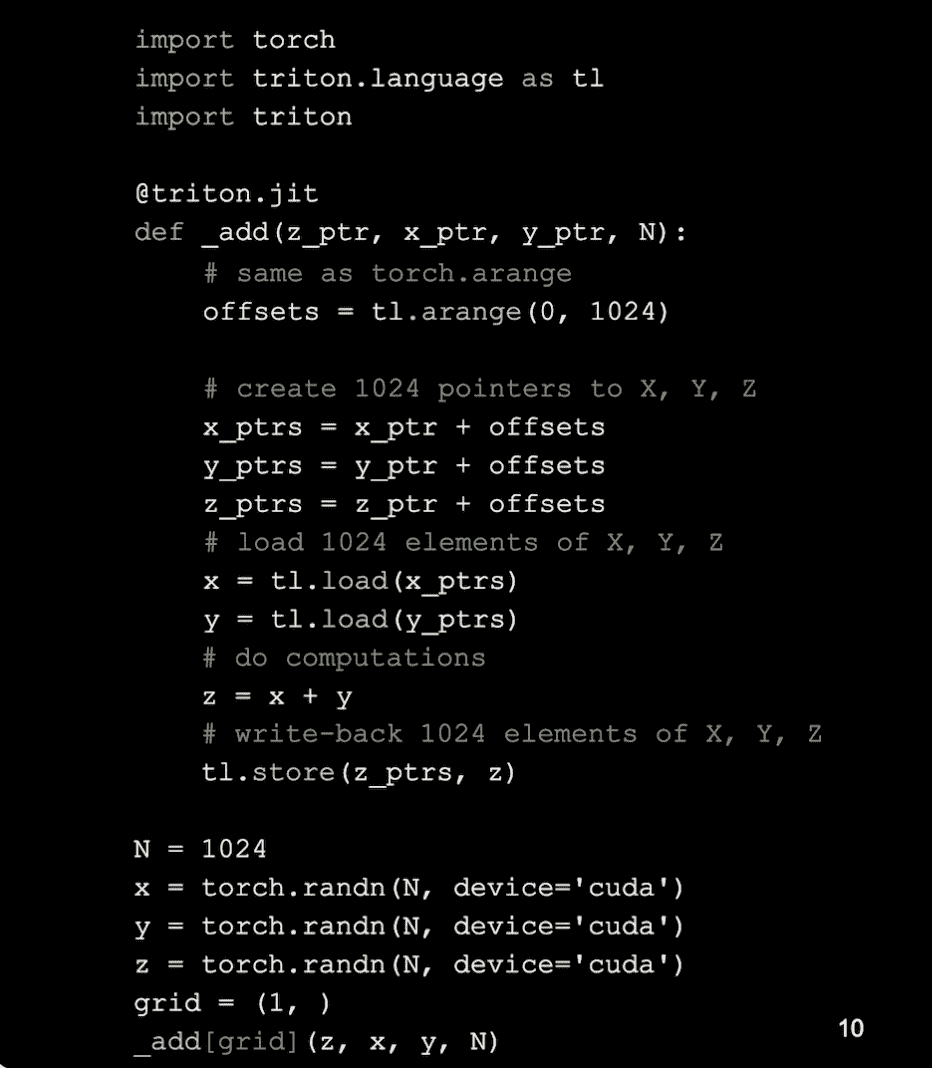 import torch
import triton.language as tl
import triton
@triton.jit
def _add(z_ptr, x_ptr, y_ptr, N):
    # same as torch.arange
    offsets = tl.arange(0, 1024)
    # create 1024 pointers to X, Y, Z
    x_ptrs = x_ptr + offsets
    y_ptrs = y_ptr + offsets
    z_ptrs = z_ptr + offsets
    # load 1024 elements of X, Y, Z
    x = tl.load(x_ptrs)
    y = tl.load(y_ptrs)
    # do computations
    z = x + y
    # write-back 1024 elements of X, Y, Z
    tl.store(z_ptrs, z)
N = 1024
x = torch.randn(N, device='cuda')
y = torch.randn(N, device='cuda')
z = torch.randn(N, device='cuda')
grid = (1, )
_add[grid](z, x, y, N)
10